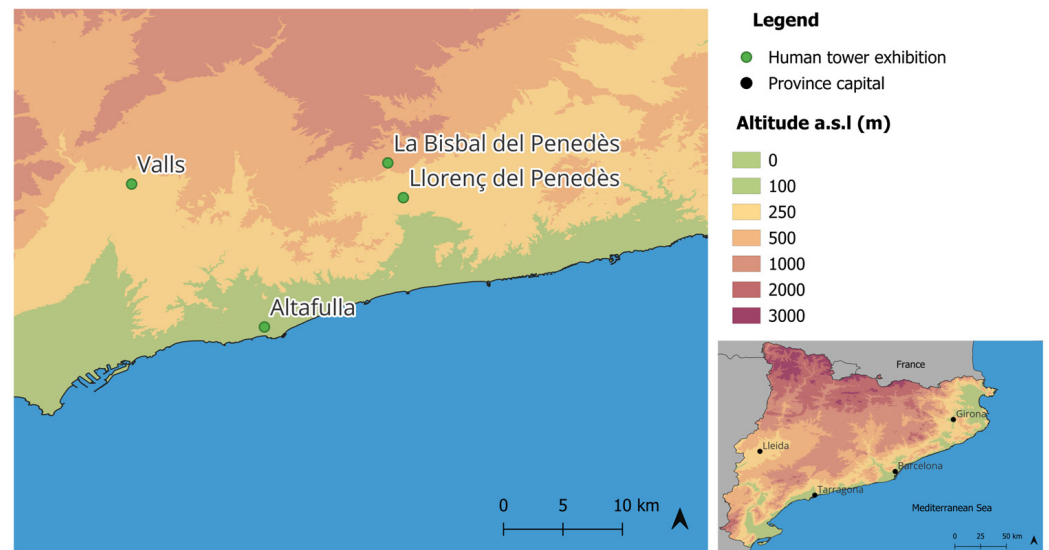 Valls
La Bisbal del Penedès
Llorenç del Penedès
Altafulla
0 5 10 km
Legend
Human tower exhibition
Province capital
Altitude a.s.l (m)
0
100
250
500
1000
2000
3000
France
Girona
Lleida
Barcelona
Tarragona
Mediterranean Sea
0 25 50 km